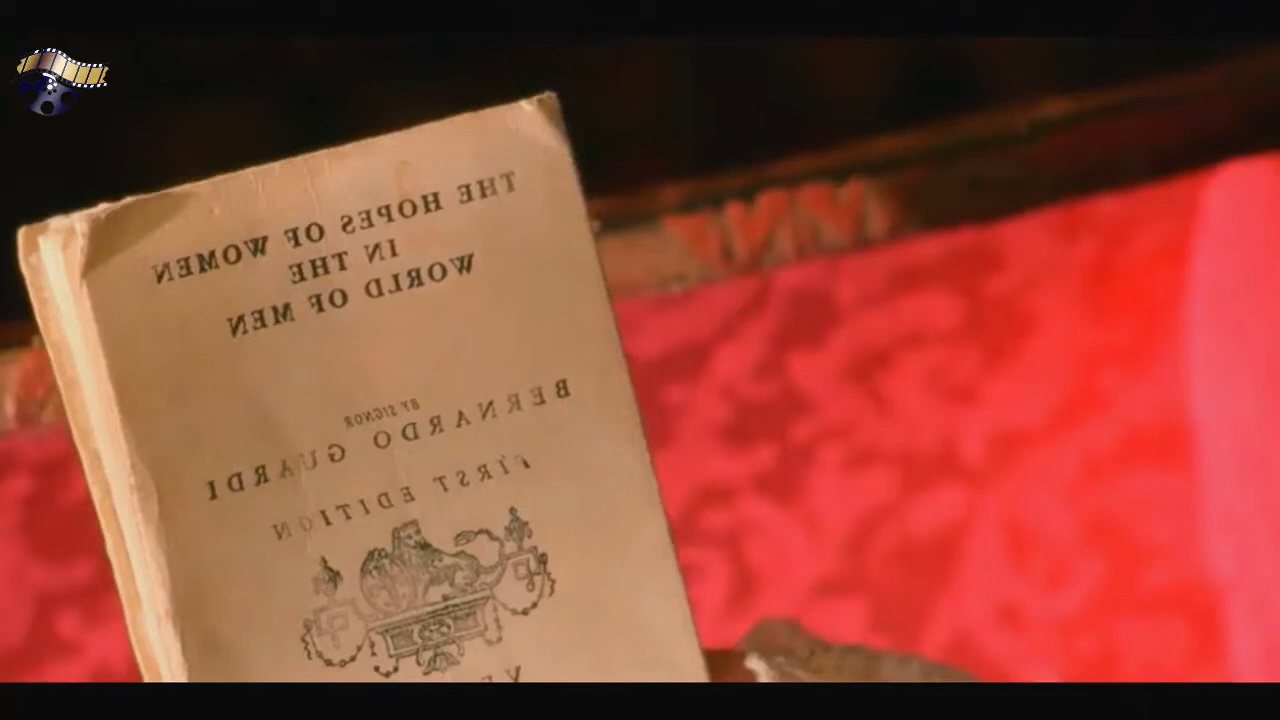 THE HOPES OF WOMEN
IN THE
WORLD OF MEN
BY SIGNOR
BERNARDO GUARDI
FIRST EDITION